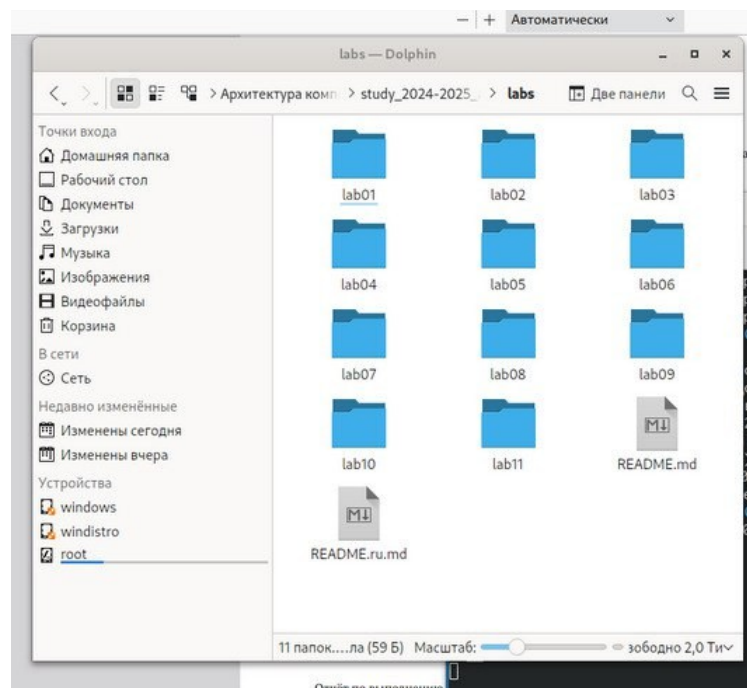 Автоматически
labs — Dolphin
Архитектура комп > study_2024-2025_ > labs
Две панели
Точки входа
Домашняя папка
Рабочий стол
Документы
Загрузки
Музыка
Изображения
Видеофайлы
Корзина
В сети
Сеть
Недавно изменённые
Изменены сегодня
Изменены вчера
Устройства
windows
windistro
root
lab01 lab02 lab03
lab04 lab05 lab06
lab07 lab08 lab09
lab10 lab11 README.md
README.ru.md
11 папок....ла (59 Б) Масштаб: зободно 2,0 Ти
Отчёт по выполнению